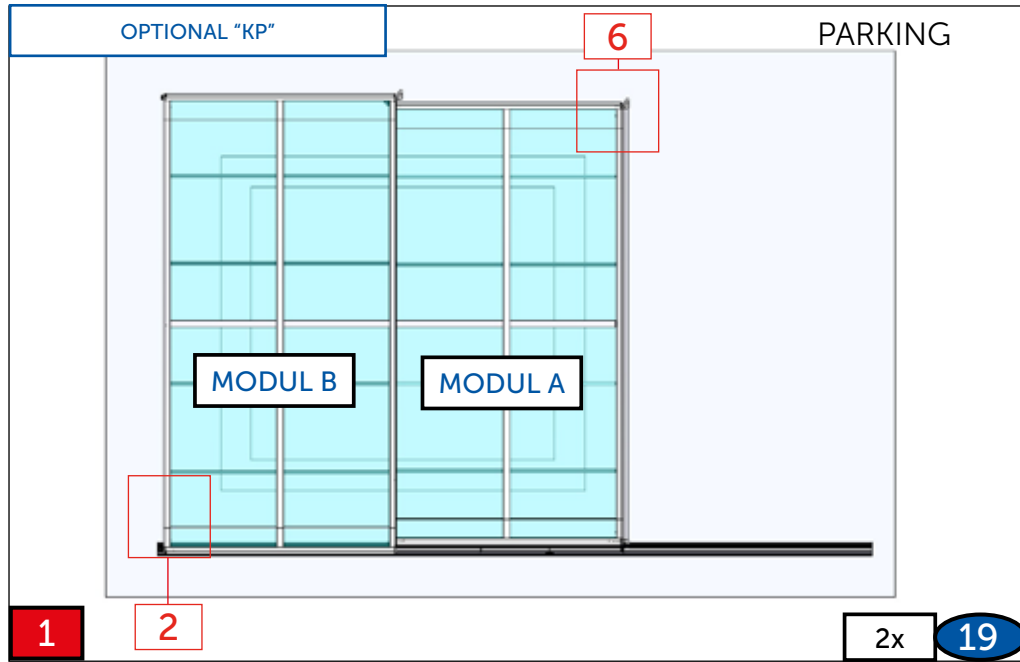 OPTIONAL “KP”
6
PARKING
MODUL B
MODUL A
2
1
2x
19